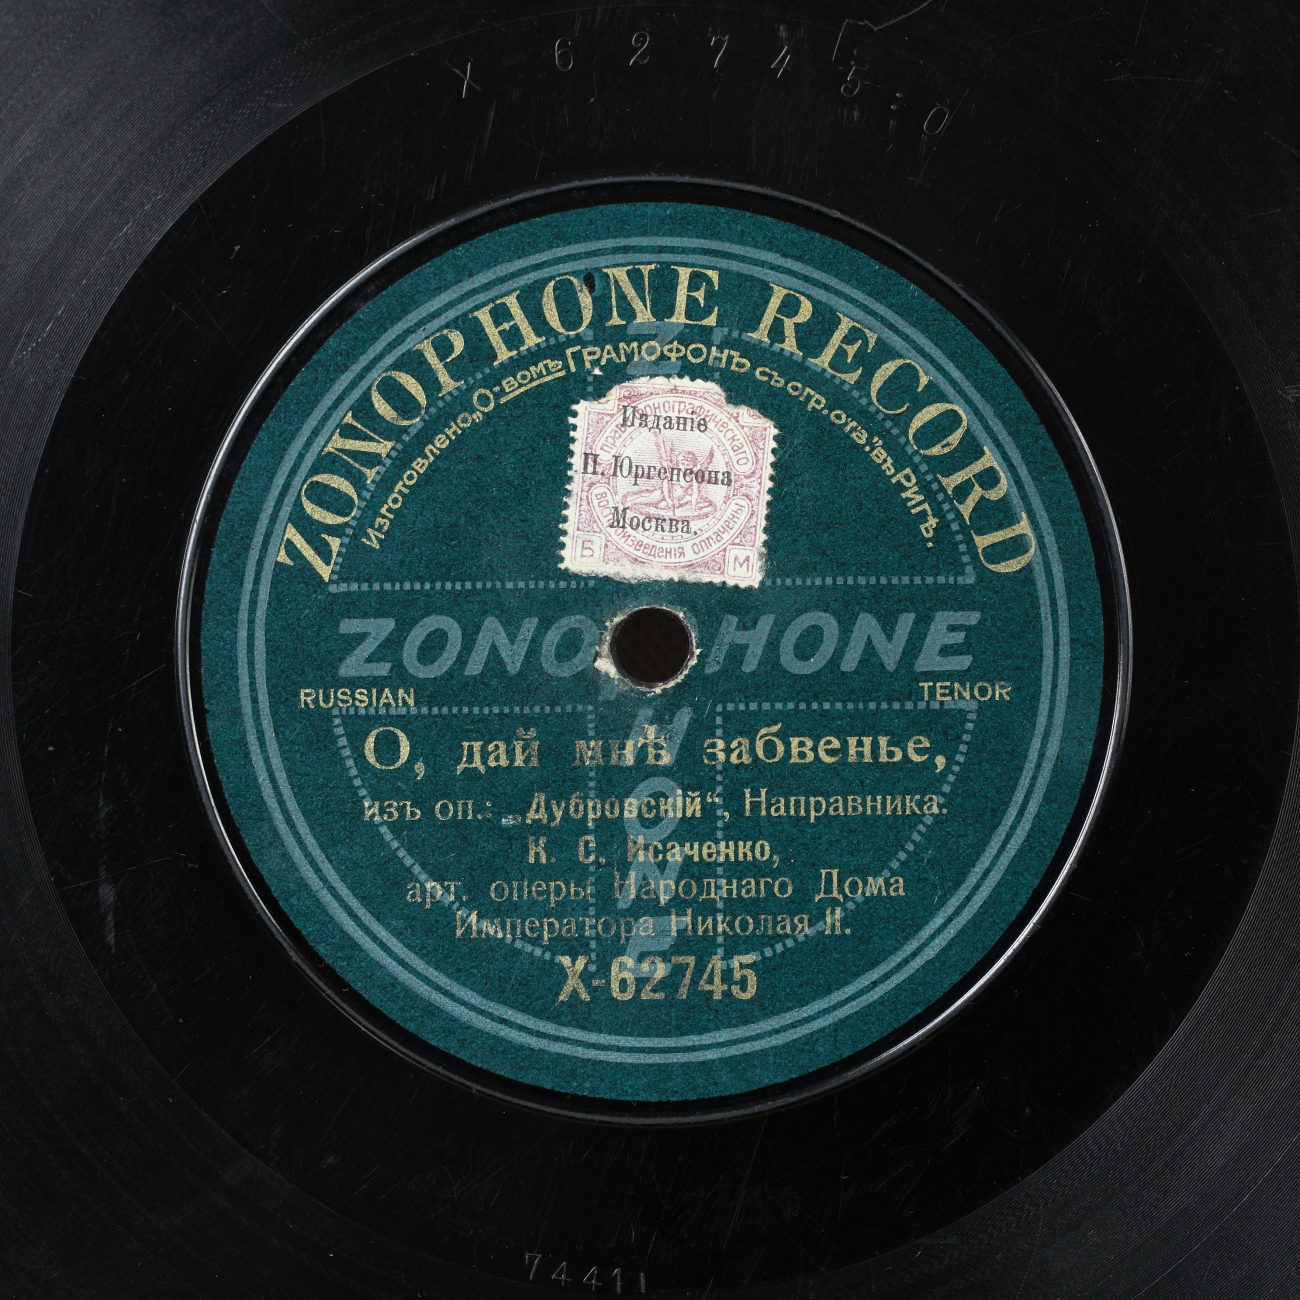 X 62745
ZONOPHONE RECORD
Изготовлено „О-вомъ Грамофонъ съ огр. отв." въ Ригѣ.
Изданіе
П. Юргенсона
Москва.
Б М
ZONOPHONE
RUSSIAN
TENOR
О, дай мнѣ забвенье,
изъ оп.: „Дубровскій“, Направника.
К. С. Исаченко,
арт. оперы Народнаго Дома
Императора Николая II.
X-62745
74411